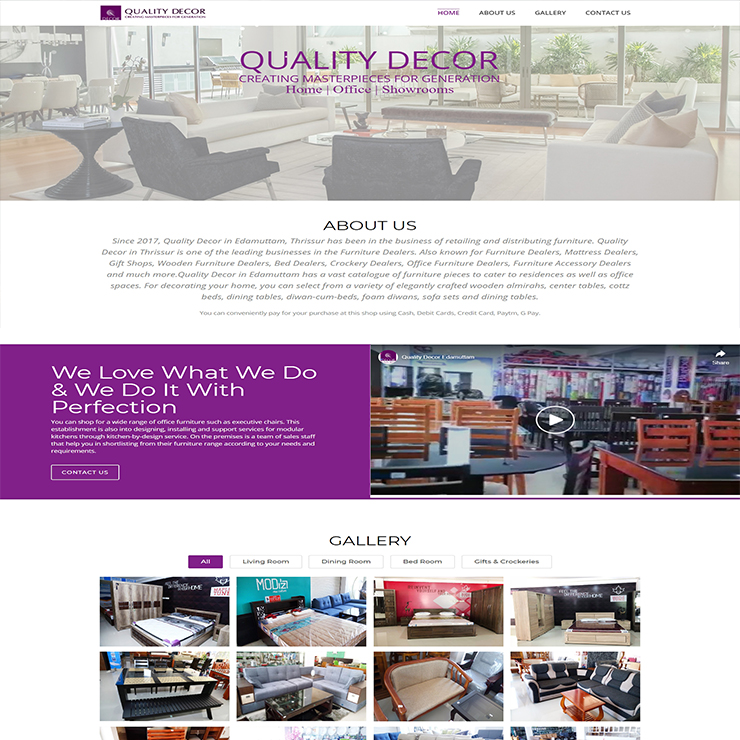 QUALITY DECOR
CREATING MASTERPIECES FOR GENERATION
HOME ABOUT US GALLERY CONTACT US
QUALITY DECOR
CREATING MASTERPIECES FOR GENERATION
Home | Office | Showrooms
ABOUT US
Since 2017, Quality Decor in Edamuttam, Thrissur has been in the business of retailing and distributing furniture. Quality
Decor in Thrissur is one of the leading businesses in the Furniture Dealers. Also known for Furniture Dealers, Mattress Dealers,
Gift Shops, Wooden Furniture Dealers, Bed Dealers, Crockery Dealers, Office Furniture Dealers, Furniture Accessory Dealers
and much more.Quality Decor in Edamuttam has a vast catalogue of furniture pieces to cater to residences as well as office
spaces. For decorating your home, you can select from a variety of elegantly crafted wooden almirahs, center tables, cottz
beds, dining tables, diwan-cum-beds, foam diwans, sofa sets and dining tables.
You can conveniently pay for your purchase at this shop using Cash, Debit Cards, Credit Card, Paytm, G Pay.
We Love What We Do
& We Do It With
Perfection
You can shop for a wide range of office furniture such as executive chairs. This
establishment is also into designing, installing and support services for modular
kitchens through kitchen-by-design service. On the premises is a team of sales staff
that help you in shortlisting from their furniture range according to your needs and
requirements.
CONTACT US
Quality Decor Edamuttam
Share
GALLERY
All Living Room Dining Room Bed Room Gifts & Crockeries